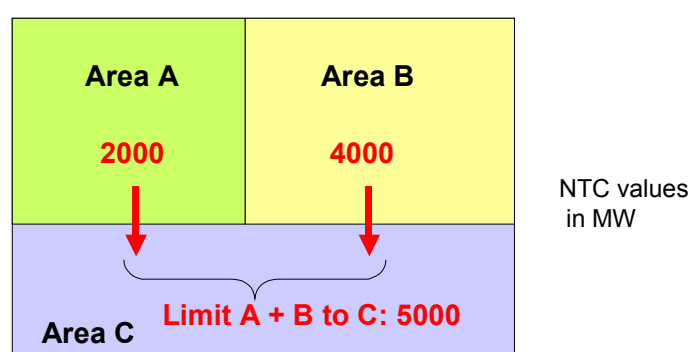 Area A
Area B
2000
4000
NTC values
in MW
Limit A + B to C: 5000
Area C